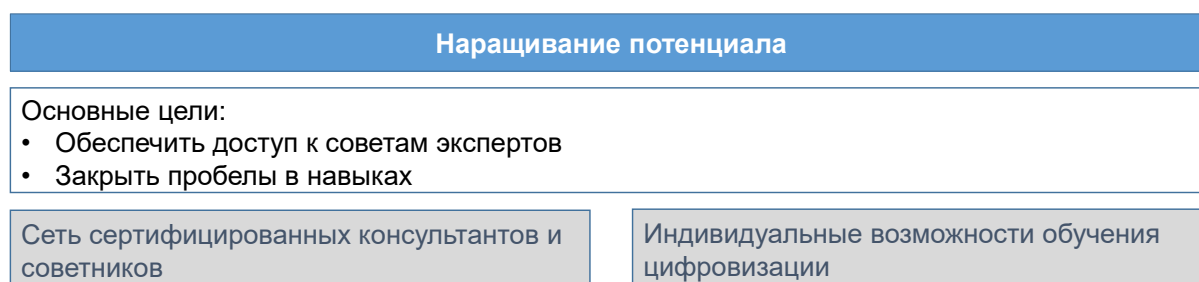 Наращивание потенциала
Основные цели:
• Обеспечить доступ к советам экспертов
• Закрыть пробелы в навыках
Сеть сертифицированных консультантов и
советников
Индивидуальные возможности обучения
цифровизации